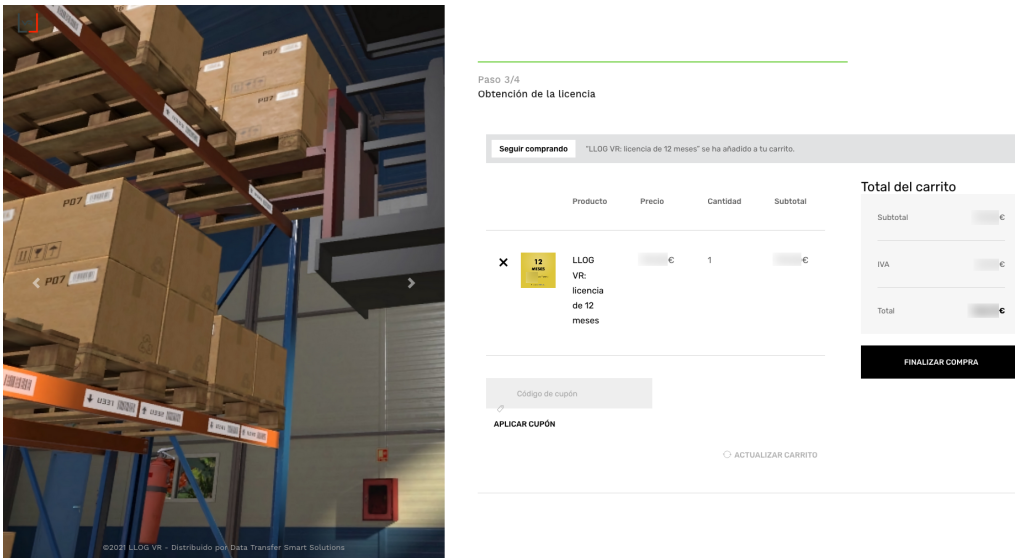 P07
P07
P07
P07
U331
U332
©2021 LLOG VR - Distribuido por Data Transfer Smart Solutions
Paso 3/4
Obtención de la licencia
Seguir comprando
"LLOG VR: licencia de 12 meses" se ha añadido a tu carrito.
Producto Precio Cantidad Subtotal
12
MESES
LLOG
VR:
licencia
de 12
meses
€
1
€
Código de cupón
APLICAR CUPÓN
ACTUALIZAR CARRITO
Total del carrito
Subtotal €
IVA €
Total €
FINALIZAR COMPRA